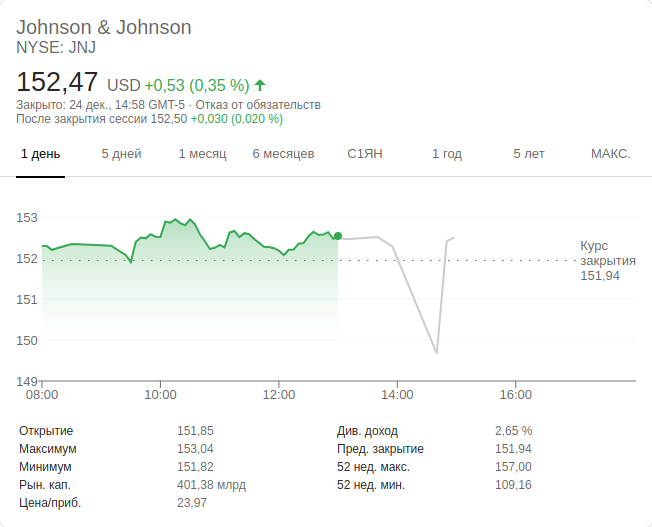 Johnson & Johnson
NYSE: JNJ
152,47 USD +0,53 (0,35 %)
Закрыто: 24 дек., 14:58 GMT-5 · Отказ от обязательств
После закрытия сессии 152,50 +0,030 (0,020 %)
1 день 5 дней 1 месяц 6 месяцев С1ЯН 1 год 5 лет МАКС.
153
152
151
150
149
Курс
закрытия
151,94
08:00 10:00 12:00 14:00 16:00
Открытие 151,85 Див. доход 2,65 %
Максимум 153,04 Пред. закрытие 151,94
Минимум 151,82 52 нед. макс. 157,00
Рын. кап. 401,38 млрд 52 нед. мин. 109,16
Цена/приб. 23,97